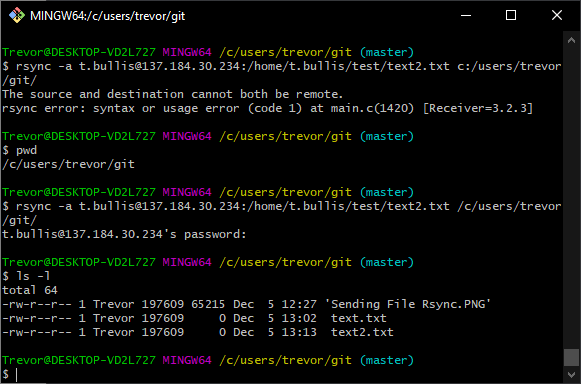 MINGW64:/c/users/trevor/git
Trevor@DESKTOP-VD2L727 MINGW64 /c/users/trevor/git (master)
$ rsync -a t.bullis@137.184.30.234:/home/t.bullis/test/text2.txt c:/users/trevor
/git/
The source and destination cannot both be remote.
rsync error: syntax or usage error (code 1) at main.c(1420) [Receiver=3.2.3]
Trevor@DESKTOP-VD2L727 MINGW64 /c/users/trevor/git (master)
$ pwd
/c/users/trevor/git
Trevor@DESKTOP-VD2L727 MINGW64 /c/users/trevor/git (master)
$ rsync -a t.bullis@137.184.30.234:/home/t.bullis/test/text2.txt /c/users/trevor
/git/
t.bullis@137.184.30.234's password:
Trevor@DESKTOP-VD2L727 MINGW64 /c/users/trevor/git (master)
$ ls -l
total 64
-rw-r--r-- 1 Trevor 197609 65215 Dec  5 12:27 'Sending File Rsync.PNG'
-rw-r--r-- 1 Trevor 197609     0 Dec  5 13:02  text.txt
-rw-r--r-- 1 Trevor 197609     0 Dec  5 13:13  text2.txt
Trevor@DESKTOP-VD2L727 MINGW64 /c/users/trevor/git (master)
$